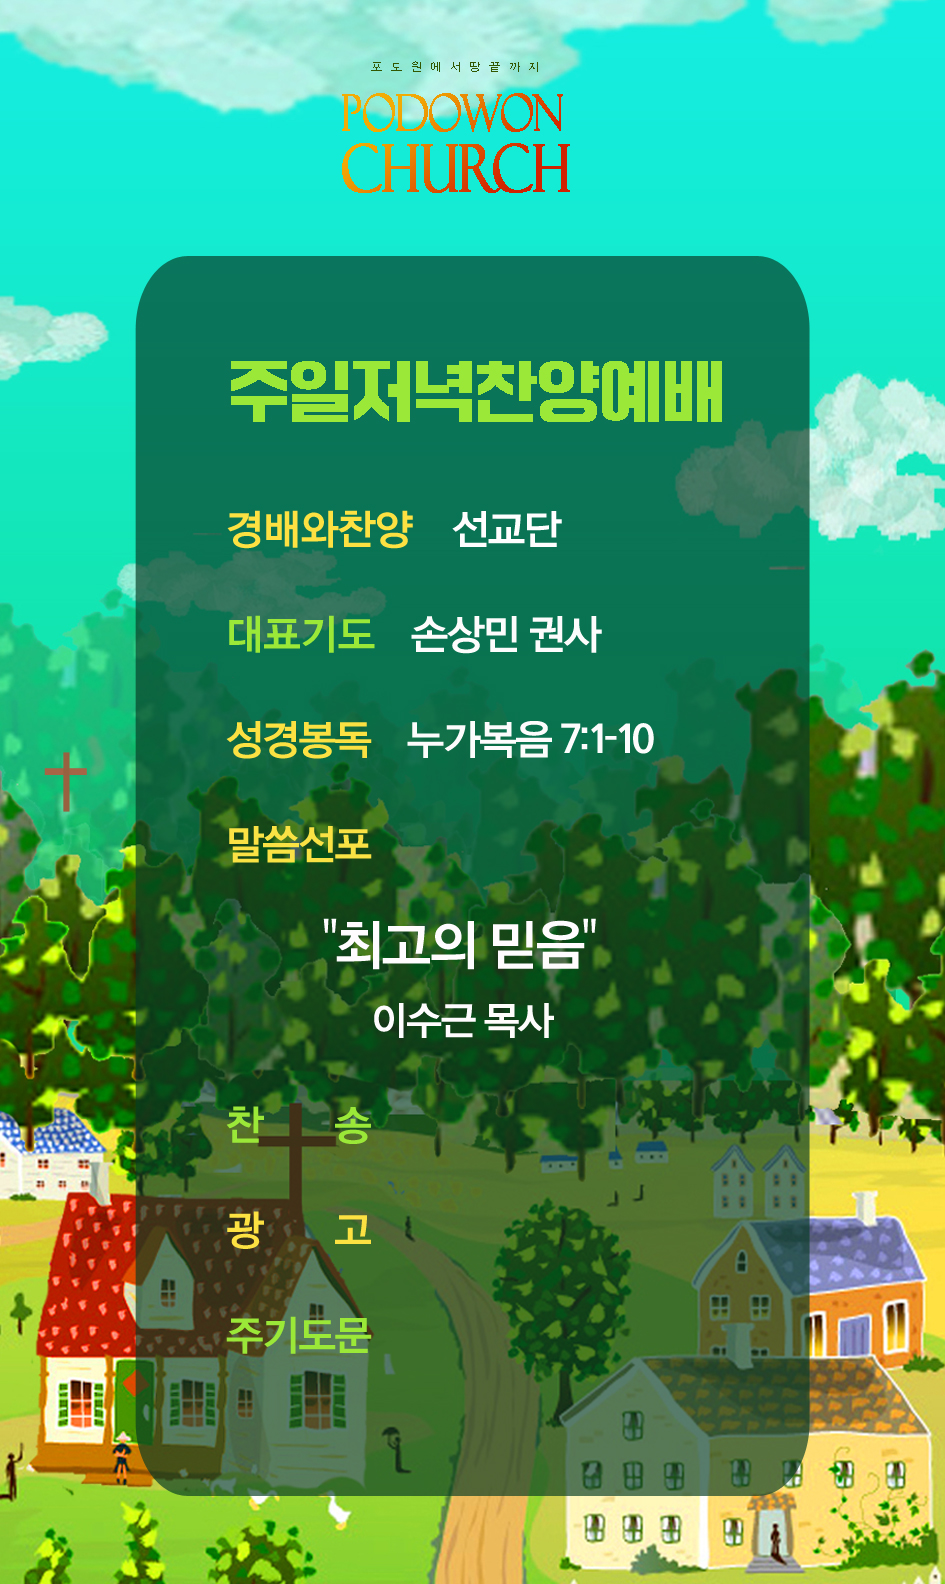 포도원에서땅끝까지
PODOWON
CHURCH
주일저녁찬양예배
경배와찬양 선교단
대표기도 손상민 권사
성경봉독 누가복음 7:1-10
말씀선포
"최고의 믿음"
이수근 목사
찬 송
광 고
주기도문